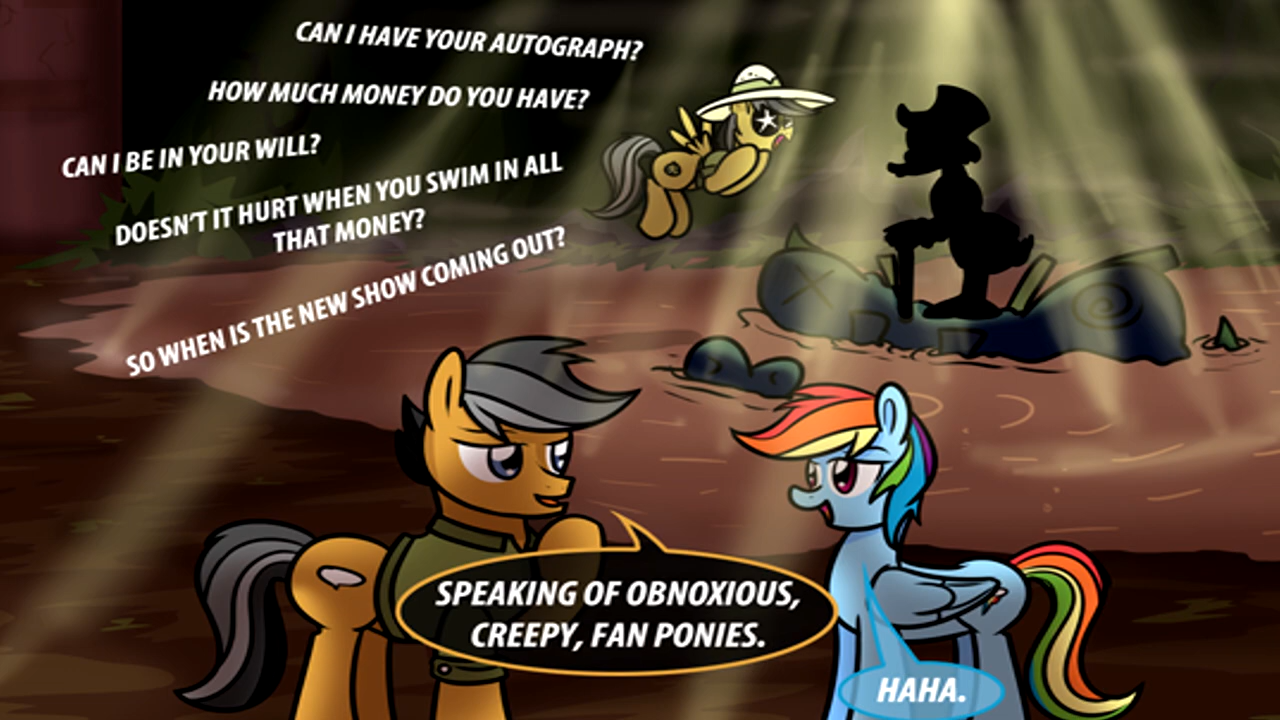 CAN I HAVE YOUR AUTOGRAPH?
HOW MUCH MONEY DO YOU HAVE?
CAN I BE IN YOUR WILL?
DOESN'T IT HURT WHEN YOU SWIM IN ALL
THAT MONEY?
SO WHEN IS THE NEW SHOW COMING OUT?
SPEAKING OF OBNOXIOUS,
CREEPY, FAN PONIES.
HAHA.